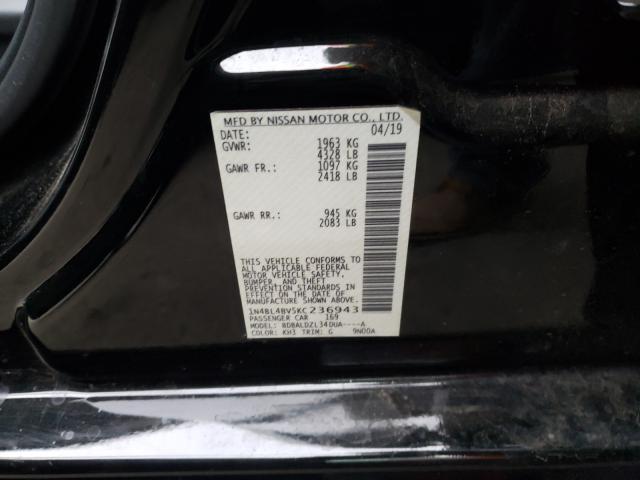 MFD BY NISSAN MOTOR CO., LTD.
DATE: 04/19
GVWR: 1963 KG
4328 LB
GAWR FR.: 1097 KG
2418 LB
GAWR RR.: 945 KG
2083 LB
THIS VEHICLE CONFORMS TO
ALL APPLICABLE FEDERAL
MOTOR VEHICLE SAFETY,
BUMPER, AND THEFT
PREVENTION STANDARDS
IN EFFECT ON THE DATE OF
MANUFACTURE SHOWN ABOVE.
1N4BL4BV5KC236943
PASSENGER CAR 169
MODEL: BDBALDZL34DUA----A
COLOR: KH3 TRIM: G 9N00A